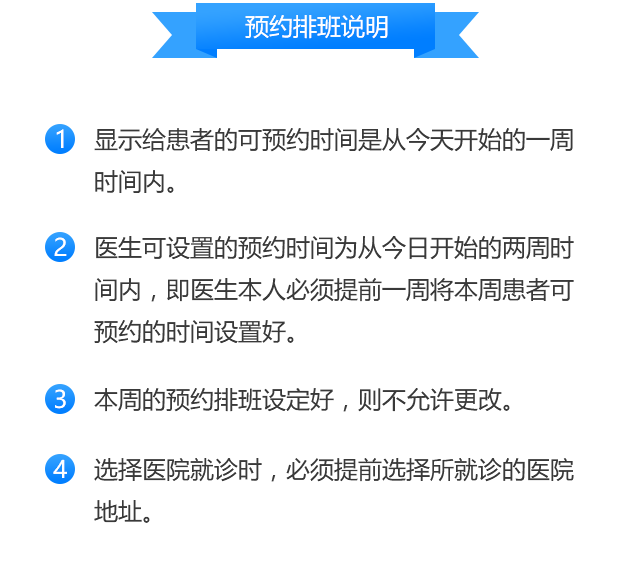 预约排班说明
1 显示给患者的可预约时间是从今天开始的一周
时间内。
2 医生可设置的预约时间为从今日开始的两周时
间内，即医生本人必须提前一周将本周患者可
预约的时间设置好。
3 本周的预约排班设定好，则不允许更改。
4 选择医院就诊时，必须提前选择所就诊的医院
地址。